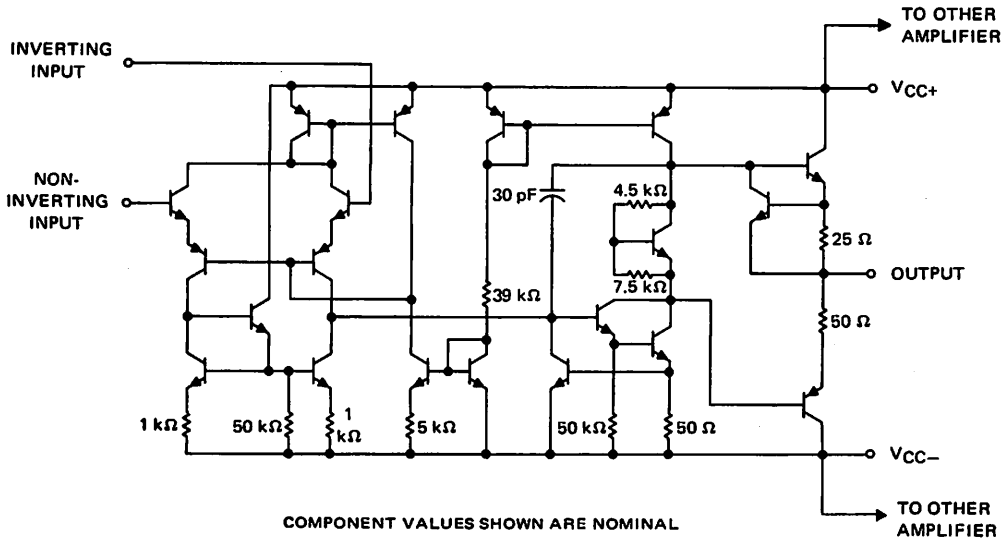 TO OTHER
AMPLIFIER
INVERTING
INPUT
VCC+
NON-
INVERTING
INPUT
30 pF
4.5 kΩ
25 Ω
7.5 kΩ
OUTPUT
39 kΩ
50 Ω
1 kΩ
50 kΩ
1
kΩ
5 kΩ
50 kΩ
50 Ω
VCC–
TO OTHER
AMPLIFIER
COMPONENT VALUES SHOWN ARE NOMINAL